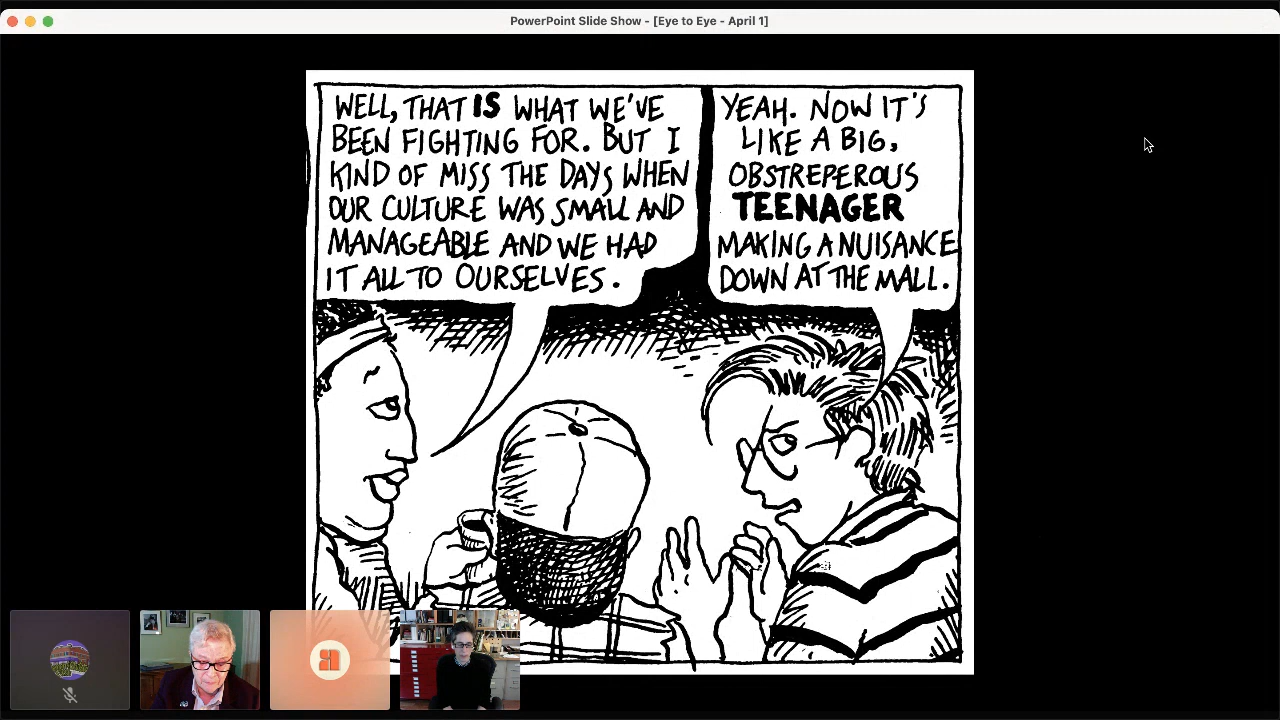 PowerPoint Slide Show - [Eye to Eye - April 1]
WELL, THAT IS WHAT WE'VE
BEEN FIGHTING FOR. BUT I
KIND OF MISS THE DAYS WHEN
OUR CULTURE WAS SMALL AND
MANAGEABLE AND WE HAD
IT ALL TO OURSELVES.
YEAH. NOW IT'S
LIKE A BIG,
OBSTREPEROUS
TEENAGER
MAKING A NUISANCE
DOWN AT THE MALL.